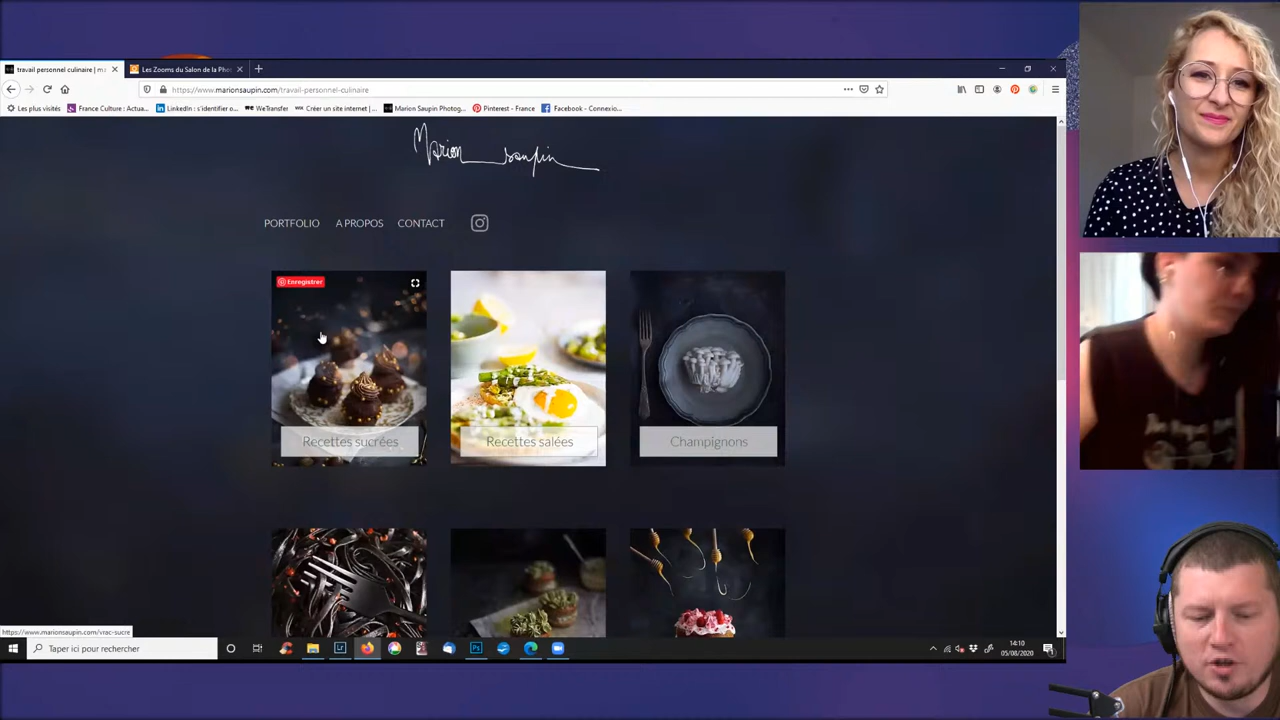 travail personnel culinaire | m
Les Zooms du Salon de la Phot
https://www.marionsaupin.com/travail-personnel-culinaire
Les plus visités
France Culture : Actua...
LinkedIn : s'identifier o...
WeTransfer
Créer un site internet |...
Marion Saupin Photog...
Pinterest - France
Facebook - Connexio...
Marion Saupin
PORTFOLIO A PROPOS CONTACT
Enregistrer
Recettes sucrées
Recettes salées
Champignons
https://www.marionsaupin.com/vrac-sucre
Taper ici pour rechercher
14:10
05/08/2020